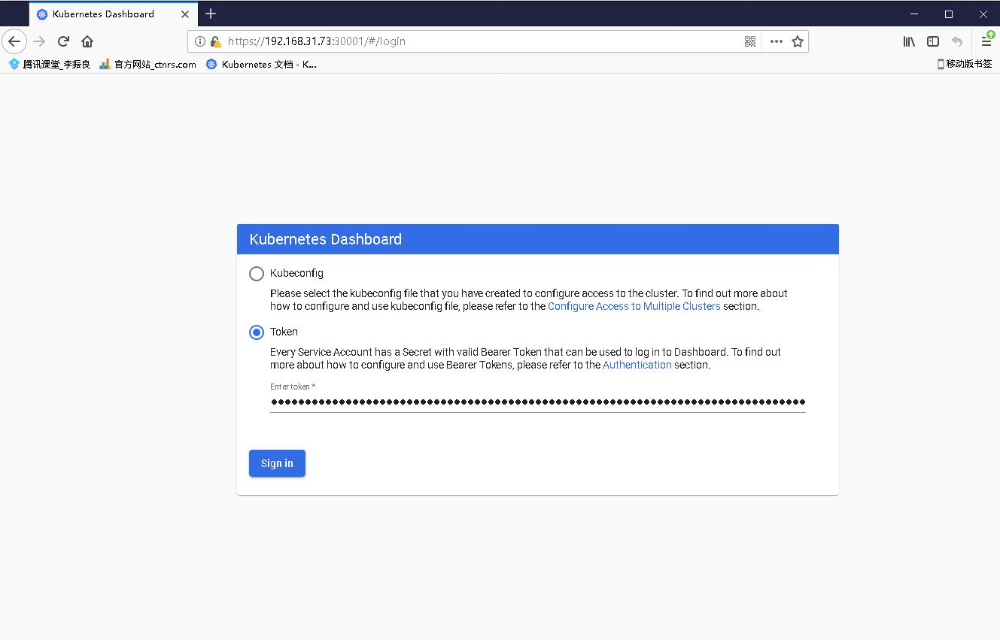 Kubernetes Dashboard
https://192.168.31.73:30001/#/login
腾讯课堂_李振良 官方网站_ctnrs.com Kubernetes 文档 - K... 移动版书签
Kubernetes Dashboard
Kubeconfig
Please select the kubeconfig file that you have created to configure access to the cluster. To find out more about
how to configure and use kubeconfig file, please refer to the Configure Access to Multiple Clusters section.
Token
Every Service Account has a Secret with valid Bearer Token that can be used to log in to Dashboard. To find out
more about how to configure and use Bearer Tokens, please refer to the Authentication section.
Enter token *
Sign in